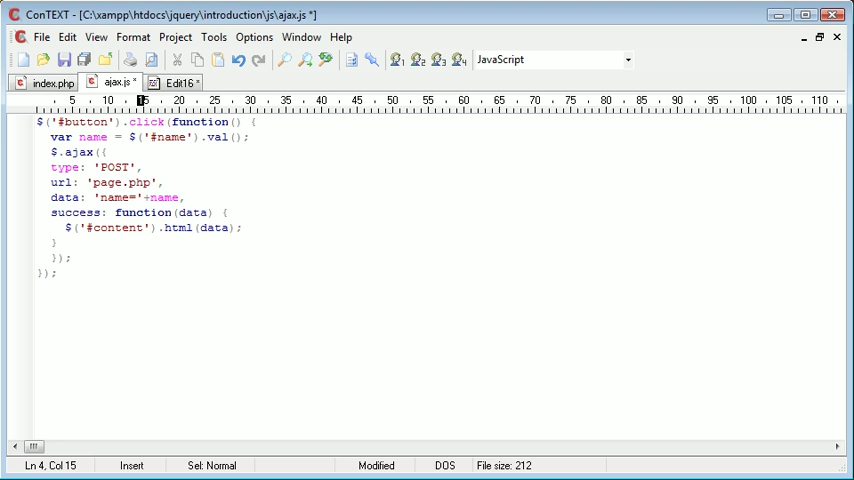 ConTEXT - [C:\xampp\htdocs\jquery\introduction\js\ajax.js *]
File Edit View Format Project Tools Options Window Help
1 2 3 4 JavaScript
index.php ajax.js * Edit16 *
5 10 15 20 25 30 35 40 45 50 55 60 65 70 75 80 85 90 95 100 105 110
$('#button').click(function() {
var name = $('#name').val();
$.ajax({
type: 'POST',
url: 'page.php',
data: 'name='+name,
success: function(data) {
$('#content').html(data);
}
});
});
Ln 4, Col 15 Insert Sel: Normal Modified DOS File size: 212